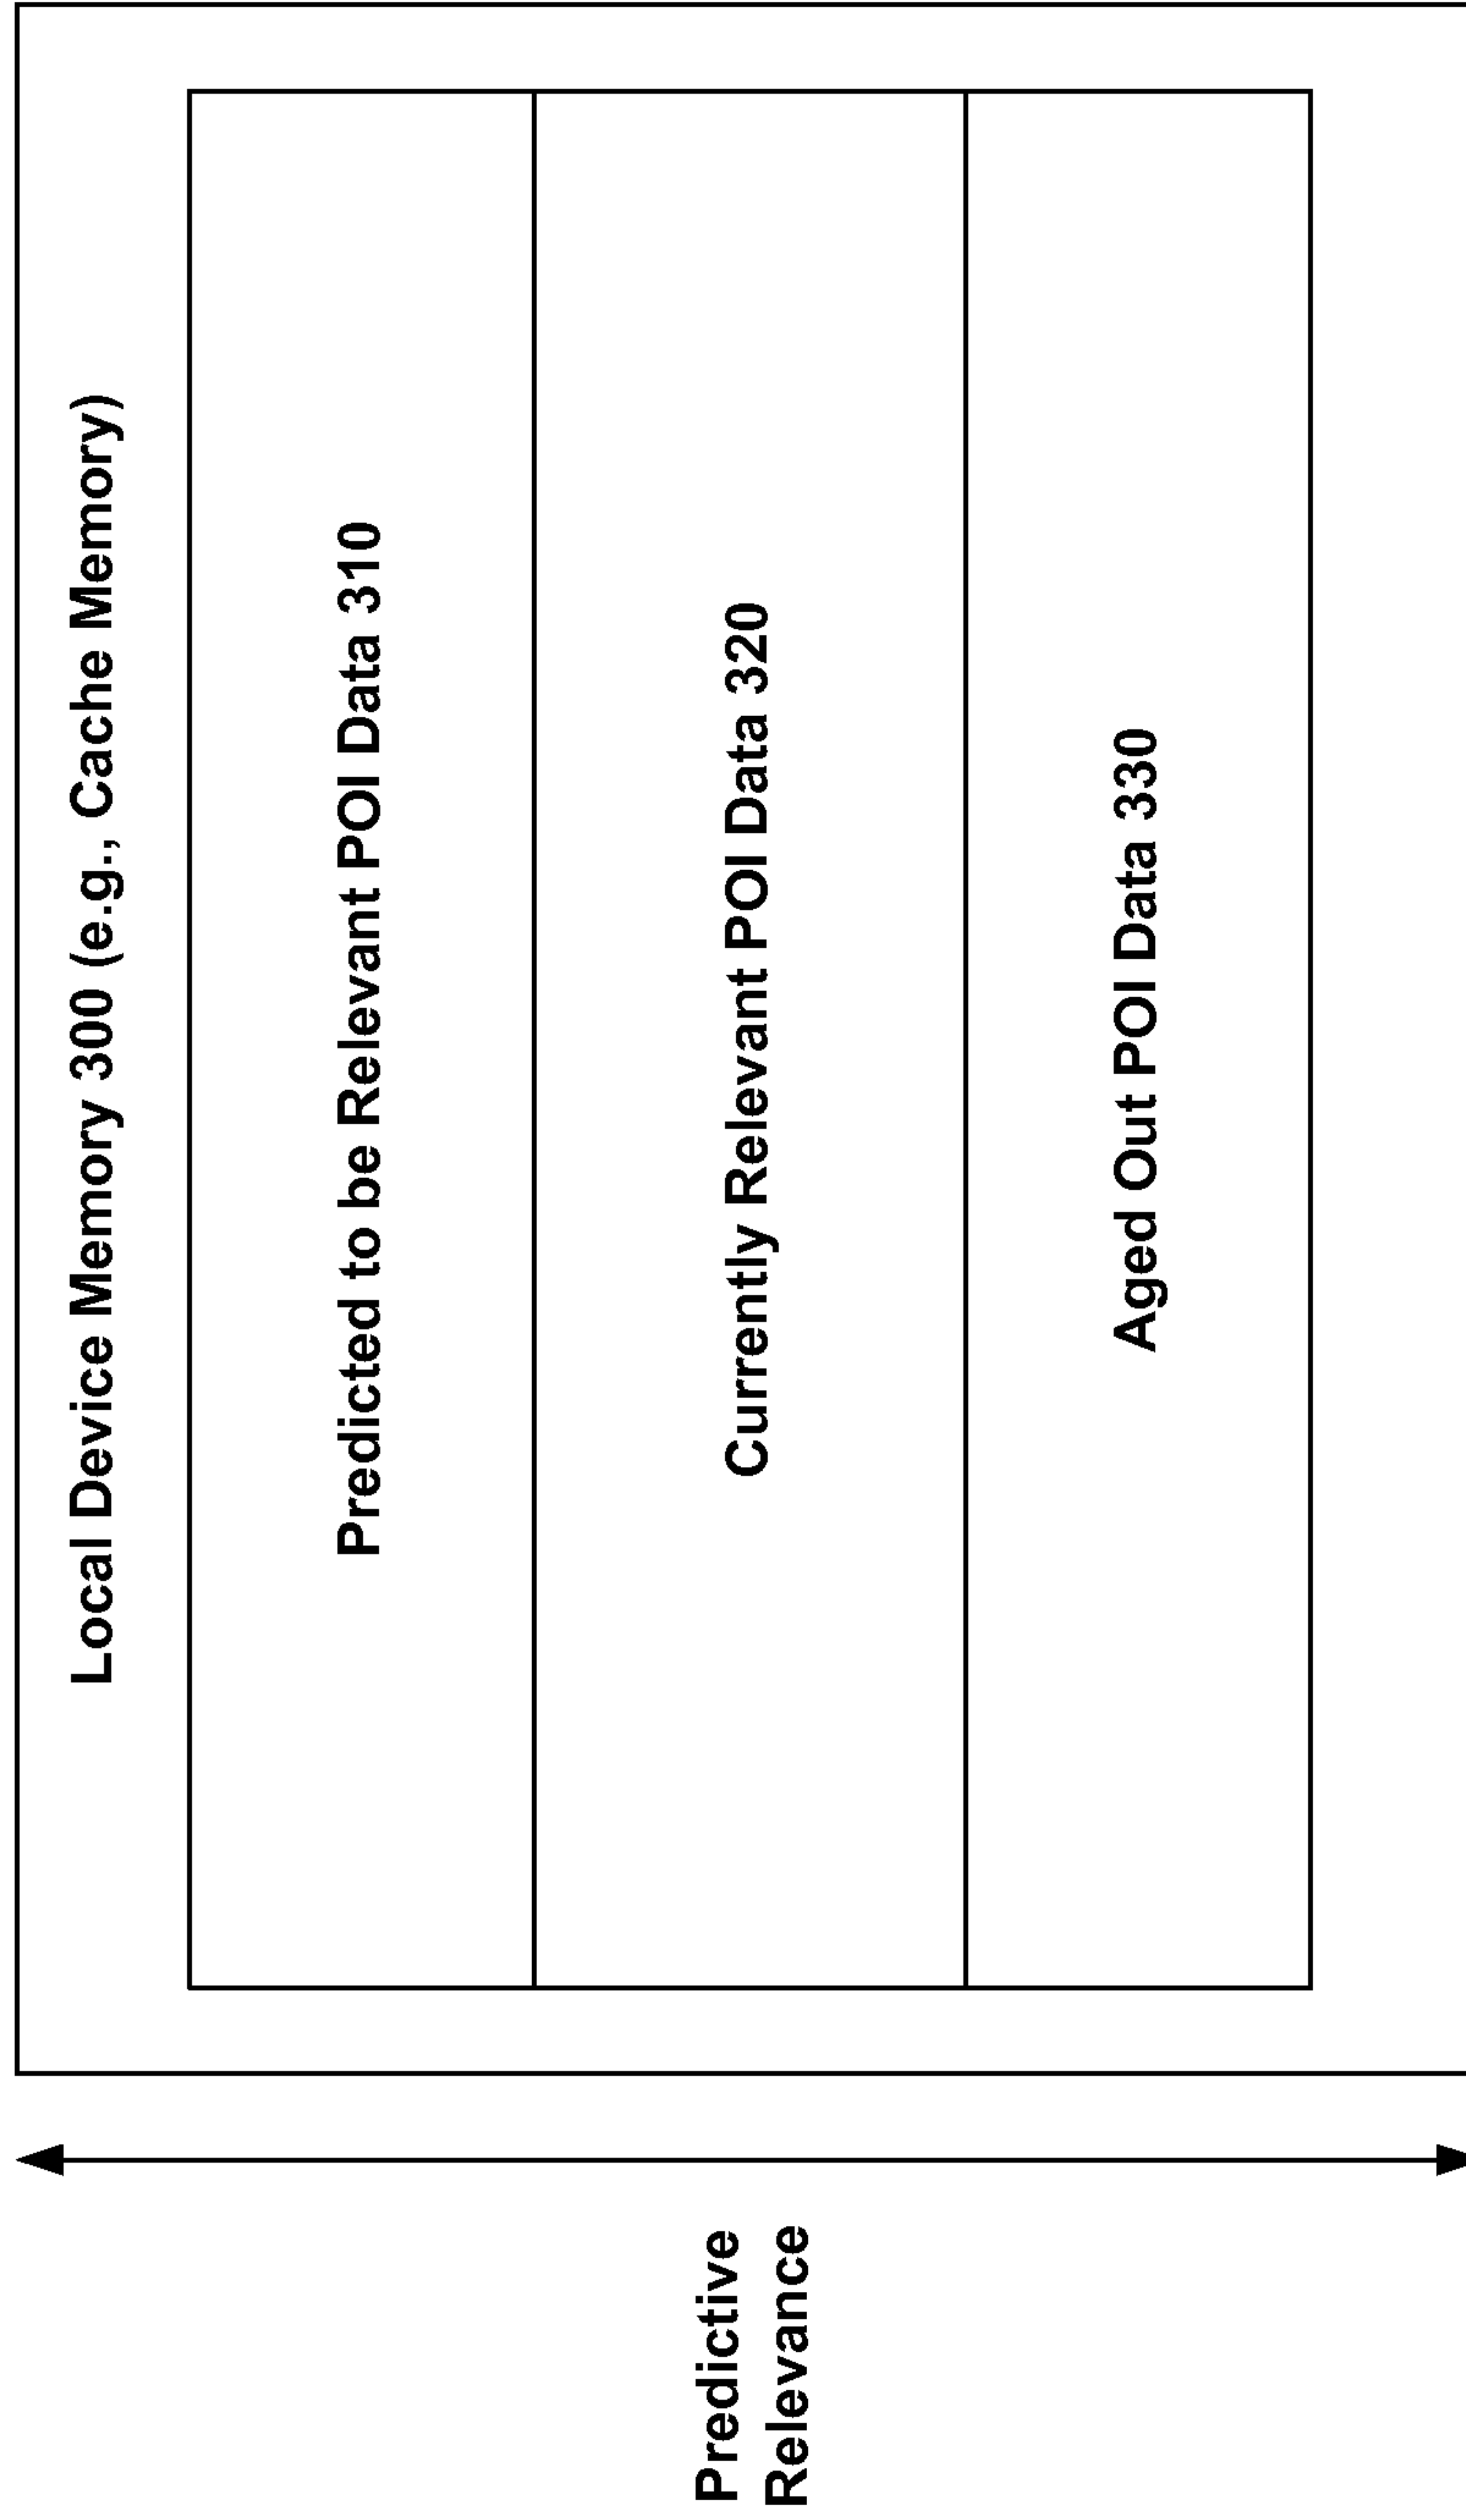 Local Device Memory 300 (e.g., Cache Memory)
Predicted to be Relevant POI Data 310
Currently Relevant POI Data 320
Aged Out POI Data 330
Predictive
Relevance